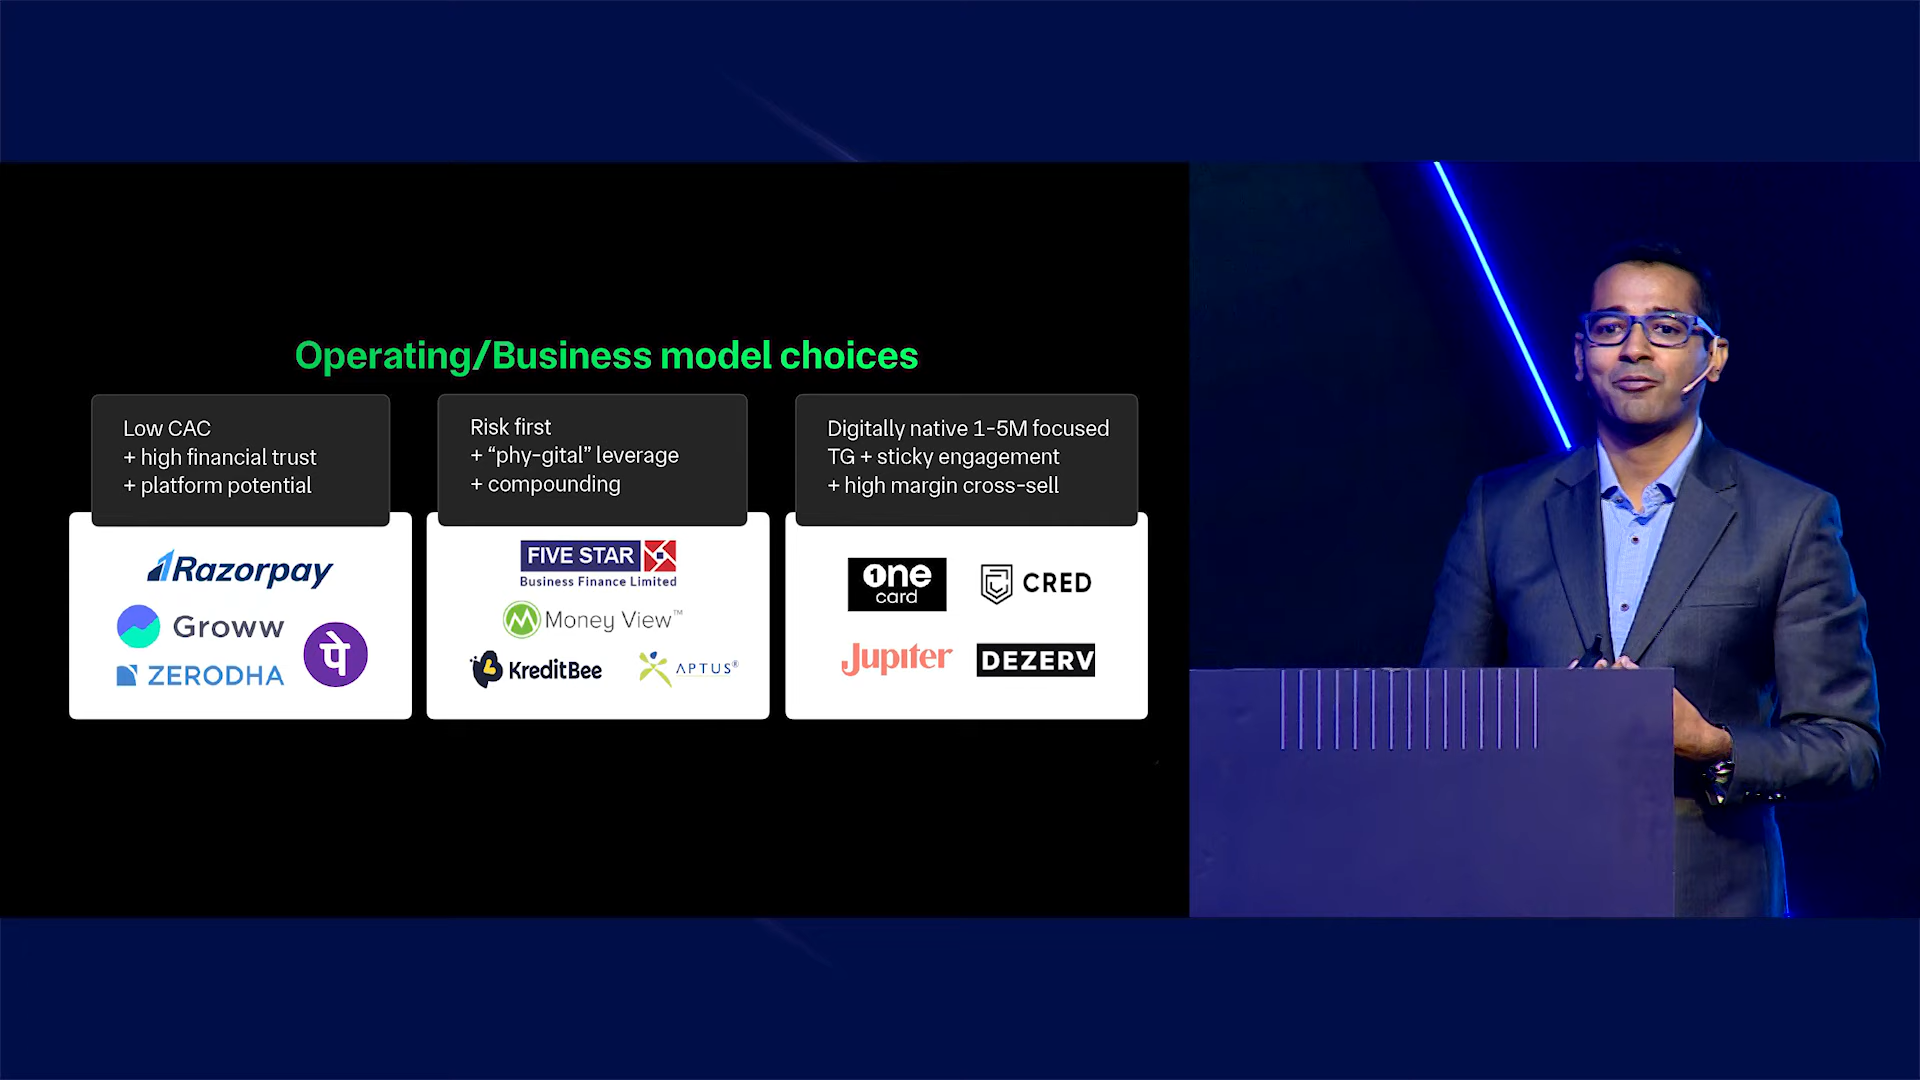 Operating/Business model choices
Low CAC
+ high financial trust
+ platform potential
Razorpay
Groww
ZERODHA
पे
Risk first
+ “phy-gital” leverage
+ compounding
FIVE STAR
Business Finance Limited
Money View™
KreditBee
APTUS®
Digitally native 1-5M focused
TG + sticky engagement
+ high margin cross-sell
One
card
CRED
Jupiter
DEZERV